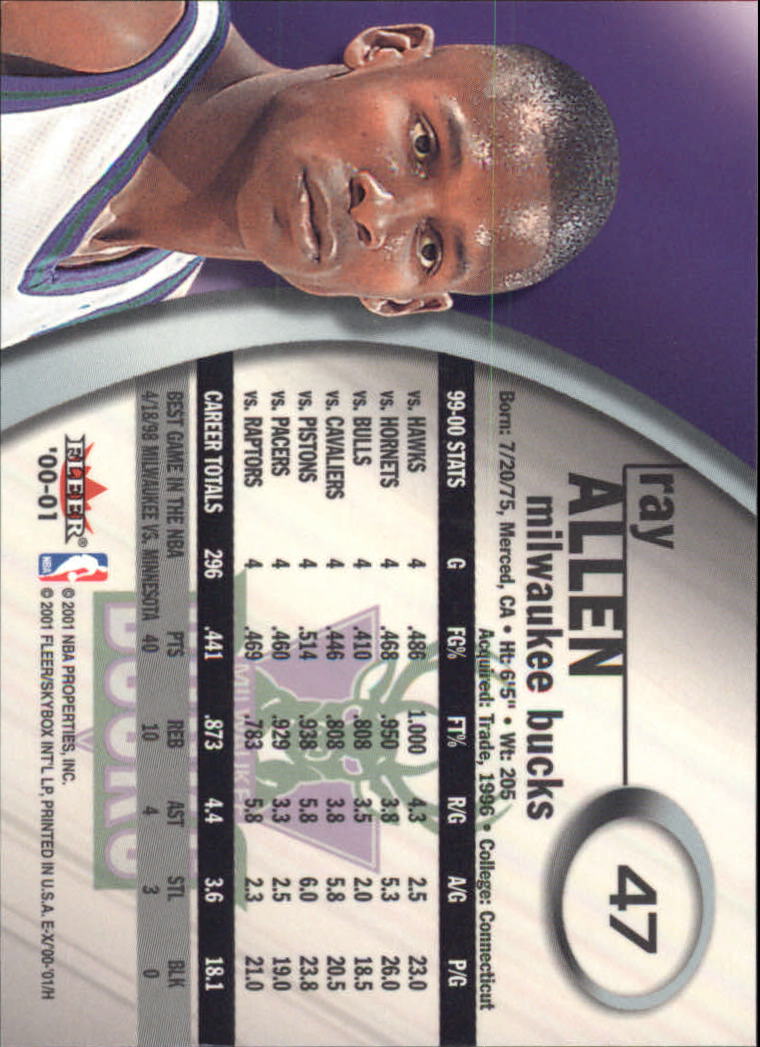 47
ray
ALLEN
milwaukee bucks
Born: 7/20/75, Merced, CA • Ht: 6'5" • Wt: 205
Acquired: Trade, 1996 • College: Connecticut
99-00 STATS G FG% FT% R/G A/G P/G
vs. HAWKS 4 .486 1.000 4.3 2.5 23.0
vs. HORNETS 4 .468 .950 3.8 5.3 26.0
vs. BULLS 4 .410 .808 3.5 2.0 18.5
vs. CAVALIERS 4 .446 .808 3.8 5.8 20.5
vs. PISTONS 4 .514 .938 5.8 6.0 23.8
vs. PACERS 4 .460 .929 3.3 2.5 19.0
vs. RAPTORS 4 .469 .783 5.8 2.3 21.0
CAREER TOTALS 296 .441 .873 4.4 3.6 18.1
BEST GAME IN THE NBA PTS REB AST STL BLK
4/18/98 MILWAUKEE VS. MINNESOTA 40 10 4 3 0
MILWAUKEE
BUCKS
FLEER®
'00-01
NBA
© 2001 NBA PROPERTIES, INC.
© 2001 FLEER/SKYBOX INT'L LP, PRINTED IN U.S.A. E-X/'00-'01/H